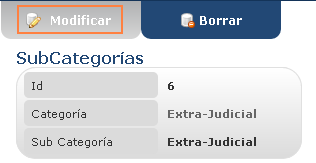 Modificar Borrar
SubCategorías
Id 6
Categoría Extra-Judicial
Sub Categoría Extra-Judicial